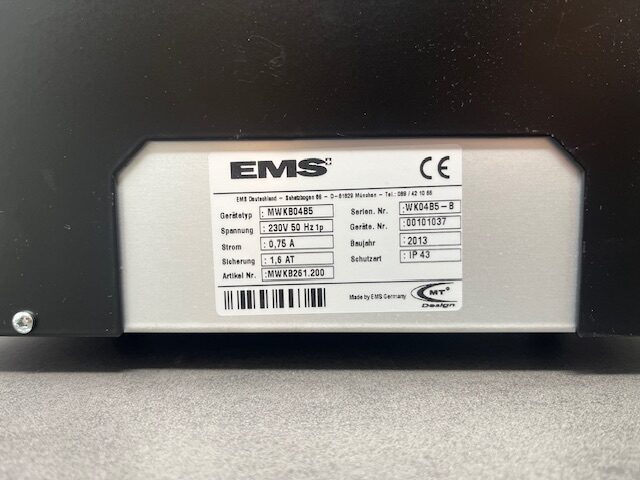 EMS+
CE
EMS Deutschland - Schatzbogen 86 - D-81829 München - Tel.: 089 / 42 10 66
Gerätetyp : MWKB04B5 Serien. Nr. :WK04B5-B
Spannung : 230V 50 Hz 1p Geräte. Nr. :00101037
Strom : 0,75 A Baujahr : 2013
Sicherung : 1,6 AT Schutzart : IP 43
Artikel Nr. :MWKB261.200
Made by EMS Germany
MT®
Design